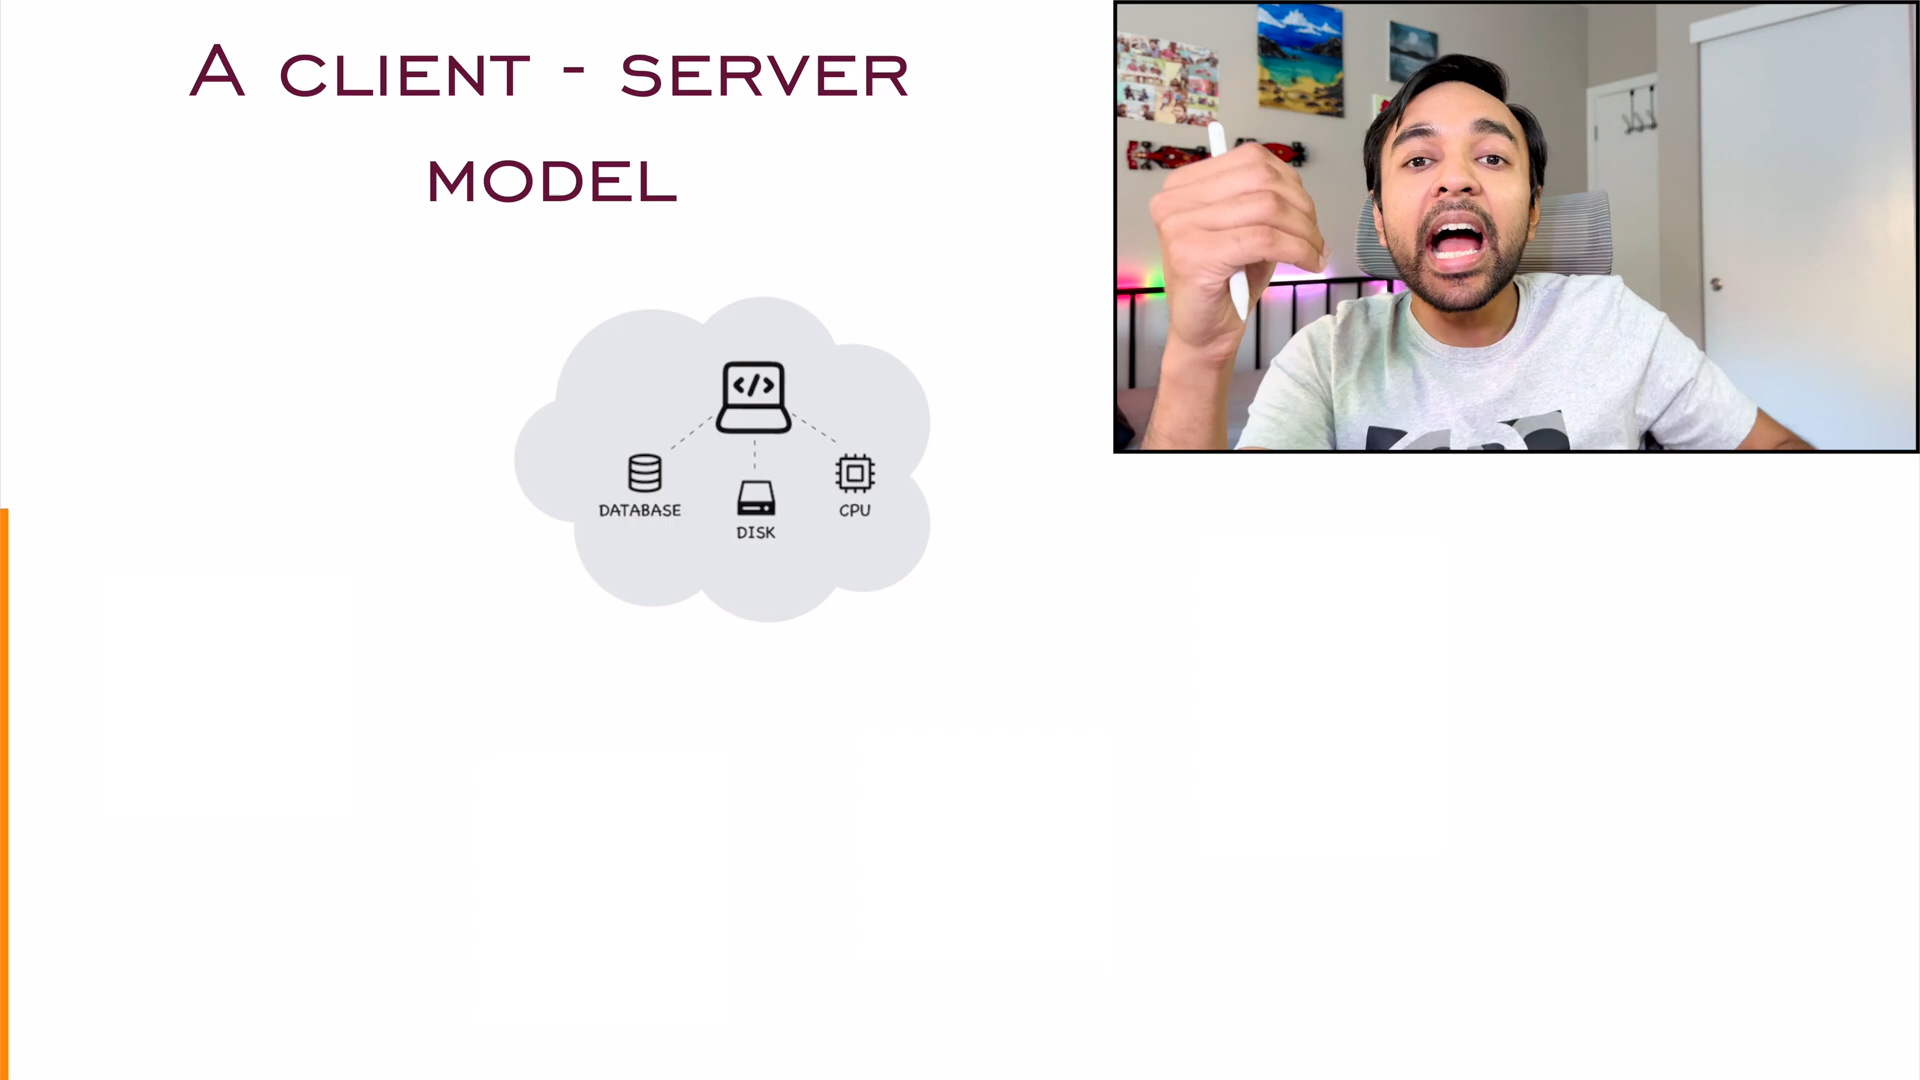 A CLIENT - SERVER
MODEL
</>
DATABASE
DISK
CPU